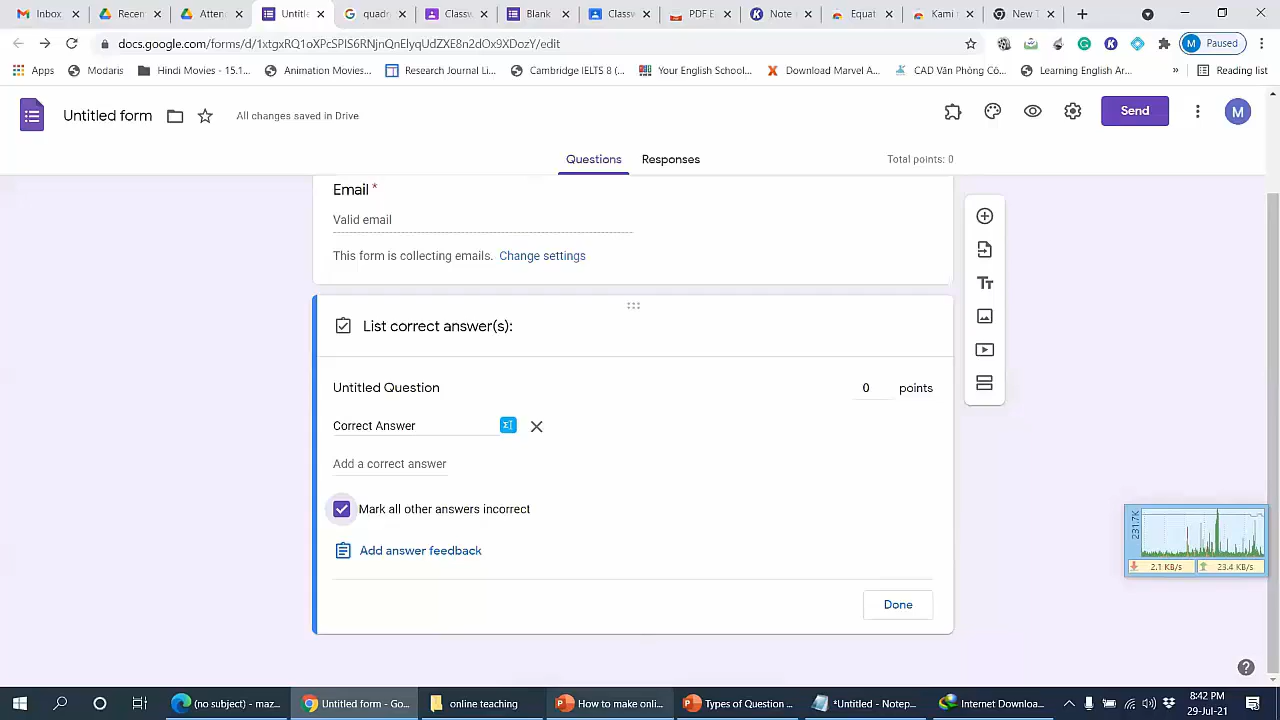 Inbox
Recen
Atten
Untitle
quadr
Classw
Blank
Classw
PDF
Note
Equat
Kami
New T
docs.google.com/forms/d/1xtgxRQ1oXPcSPIS6RNjnQnElyqUdZXE8n2dOx9XDozY/edit
Paused
Apps
Modaris
Hindi Movies - 15.1...
Animation Movies...
Research Journal Li...
Cambridge IELTS 8 (...
Your English School...
Download Marvel A...
CAD Văn Phòng Cô...
Learning English Ar...
»
Reading list
Untitled form
All changes saved in Drive
Send
M
Questions
Responses
Total points: 0
Email *
Valid email
This form is collecting emails. Change settings
List correct answer(s):
Untitled Question
0 points
Correct Answer
Add a correct answer
Mark all other answers incorrect
Add answer feedback
231.7K
2.1 KB/s
23.4 KB/s
Done
(no subject) - maz...
Untitled form - Go...
online teaching
How to make onli...
Types of Question ...
*Untitled - Notep...
Internet Downloa...
8:42 PM
29-Jul-21